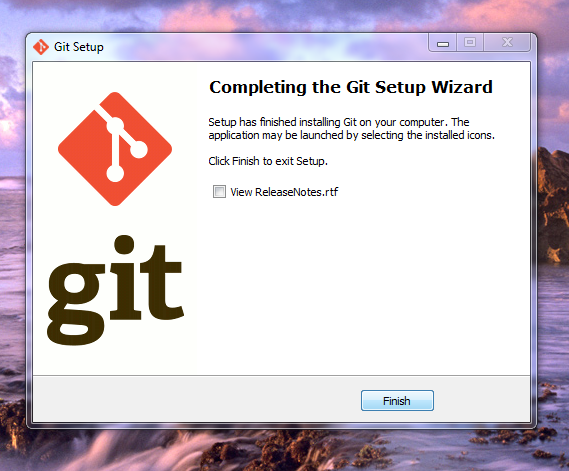 Git Setup
Completing the Git Setup Wizard
Setup has finished installing Git on your computer. The
application may be launched by selecting the installed icons.
Click Finish to exit Setup.
View ReleaseNotes.rtf
git
Finish